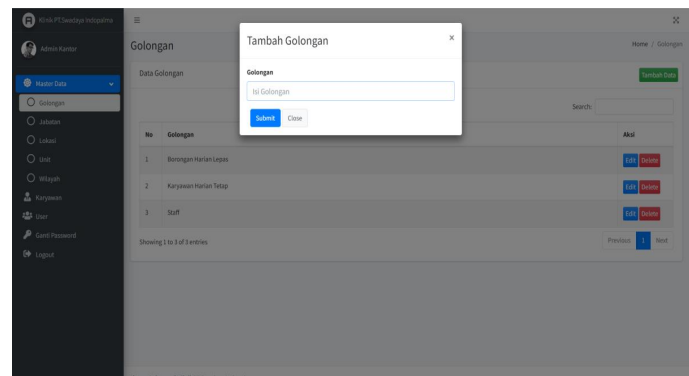 R
Klinik PT.Swadaya Indopalma
Admin Kantor
Master Data
Golongan
Jabatan
Lokasi
Unit
Wilayah
Karyawan
User
Ganti Password
Logout
Golongan
Home / Golongan
Data Golongan
Tambah Data
Search:
No Golongan Aksi
1 Borongan Harian Lepas Edit Delete
2 Karyawan Harian Tetap Edit Delete
3 Staff Edit Delete
Showing 1 to 3 of 3 entries
Previous 1 Next
Tambah Golongan ×
Golongan
Isi Golongan
Submit Close